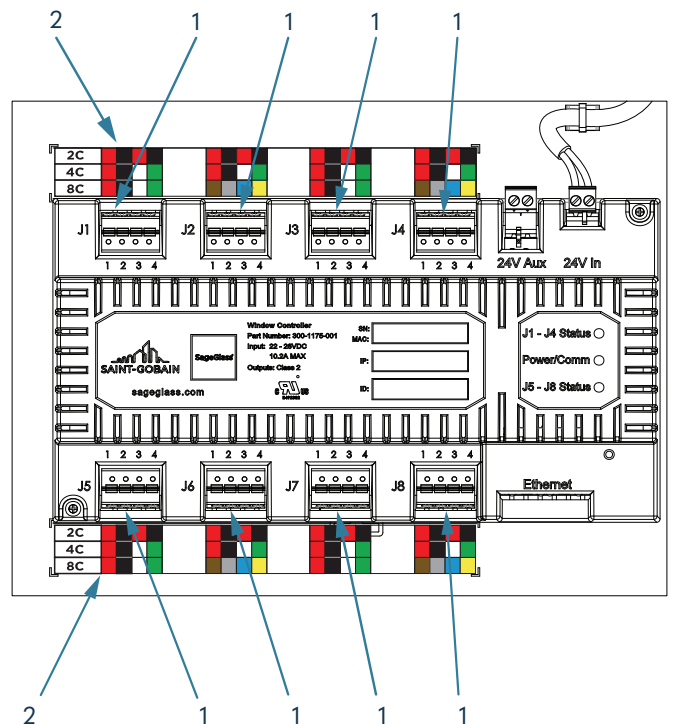 2 1 1 1 1
2C
4C
8C
J1 J2 J3 J4
1 2 3 4 1 2 3 4 1 2 3 4 1 2 3 4
24V Aux 24V In
Window Controller
Part Number: 300-1175-001
Input: 22 - 26VDC
10.2A MAX
Outputs: Class 2
SAINT-GOBAIN
SageGlass
sageglass.com
C US
SN:
MAC:
IP:
ID:
J1 - J4 Status
Power/Comm
J5 - J8 Status
1 2 3 4 1 2 3 4 1 2 3 4 1 2 3 4
J5 J6 J7 J8
Ethernet
2C
4C
8C
2 1 1 1 1